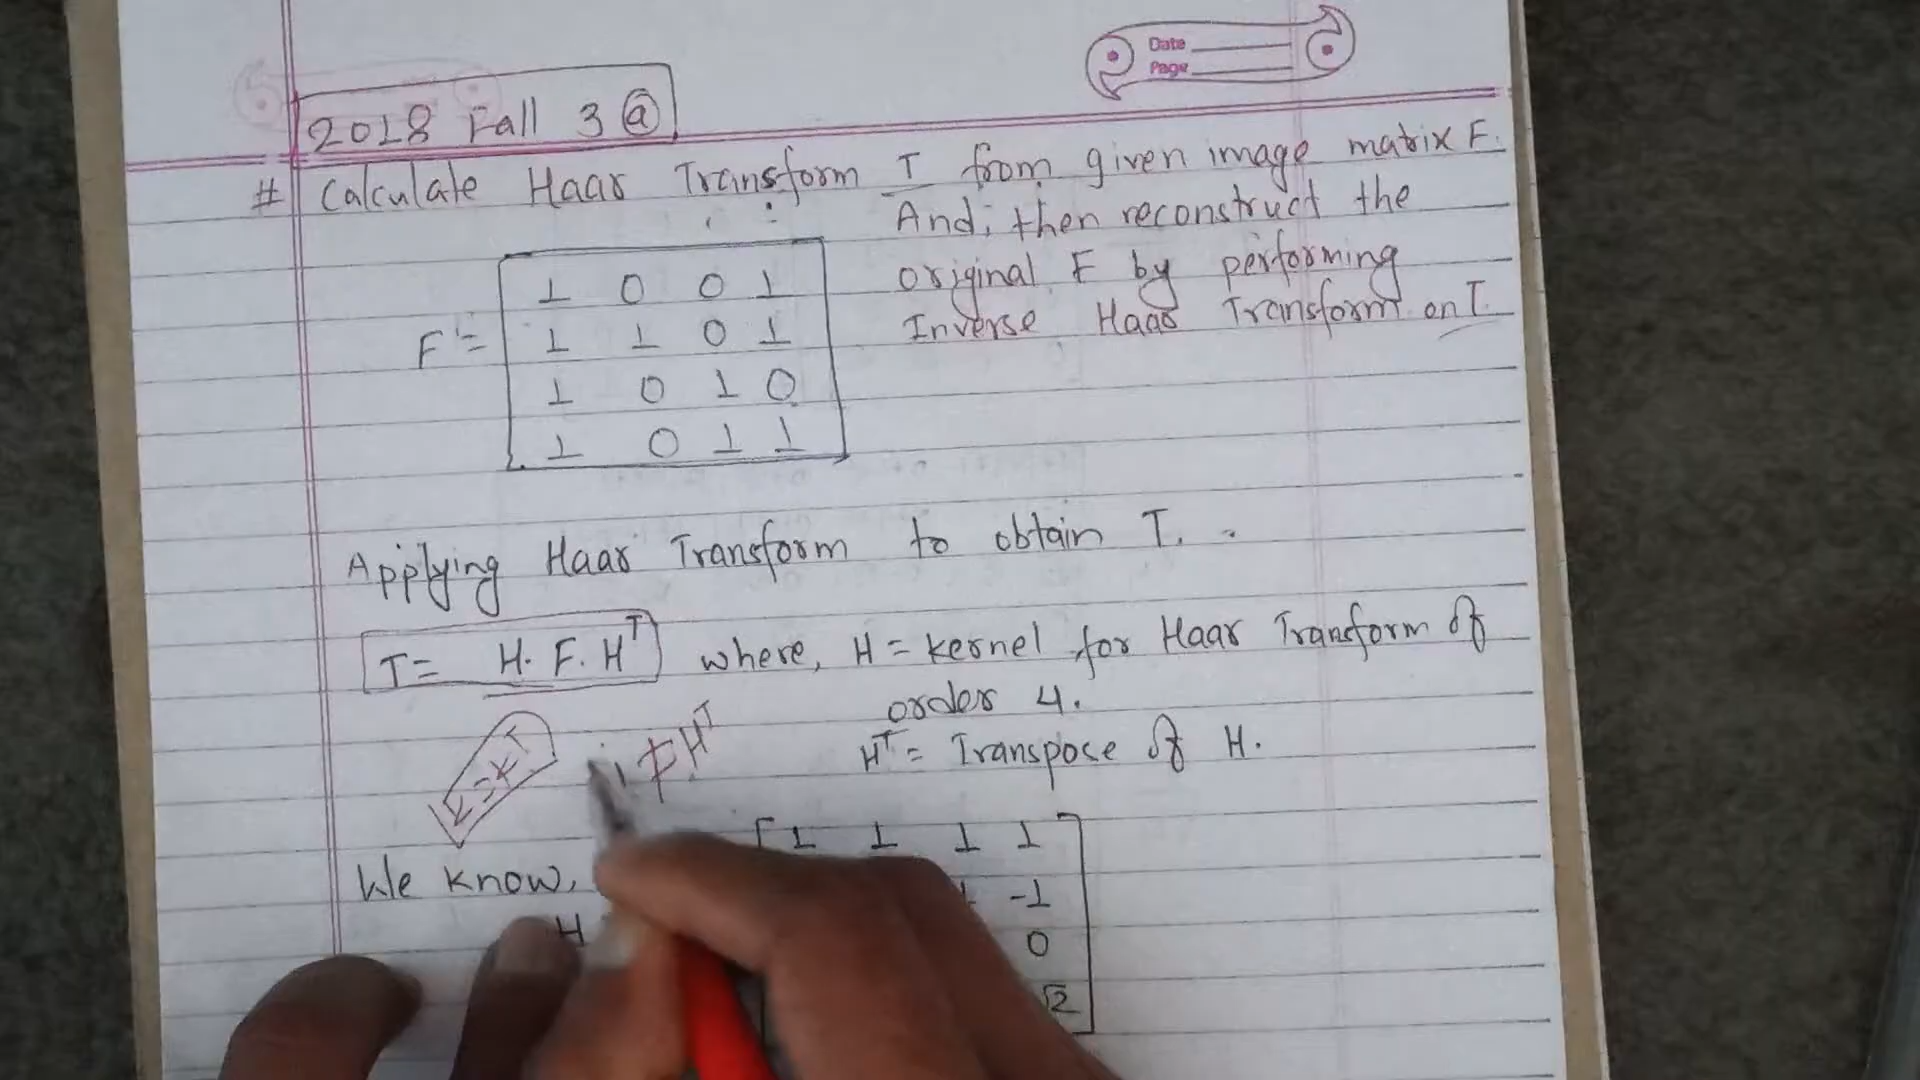 Date
Page
2018 Fall 3 ⓐ
# Calculate Haar Transform T from given image matrix F.
And, then reconstruct the
original F by performing
Inverse Haar Transform on T.
F =
1 0 0 1
1 1 0 1
1 0 1 0
1 0 1 1
Applying Haar Transform to obtain T.
T = H. F. H^T where, H = kernel for Haar Transform of
order 4.
H^T = Transpose of H.
K=K^T
≠ H^T
We know,
H
1 1 1 1
-1
0
√2